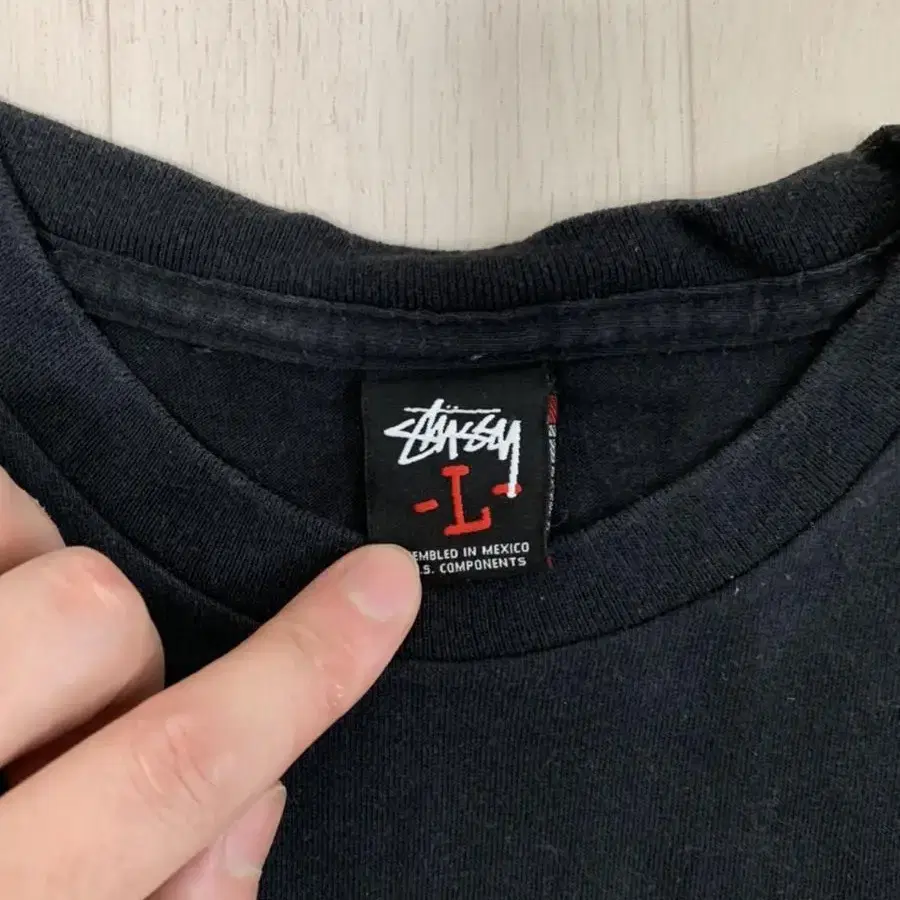 STÜSSY
-L-
EMBLED IN MEXICO
.S. COMPONENTS